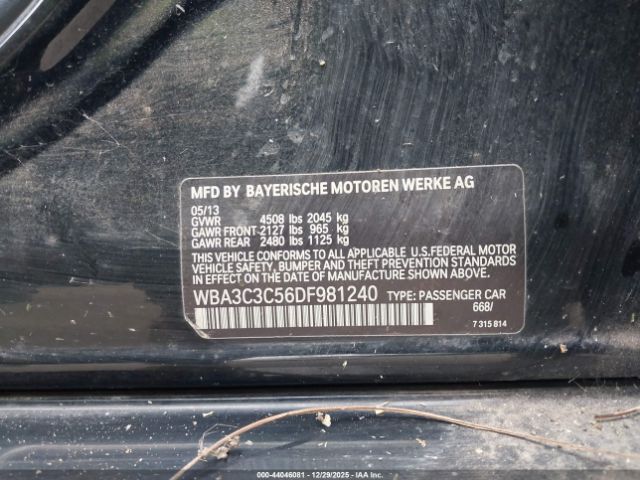 MFD BY BAYERISCHE MOTOREN WERKE AG
05/13
GVWR 4508 lbs 2045 kg
GAWR FRONT 2127 lbs 965 kg
GAWR REAR 2480 lbs 1125 kg
THIS VEHICLE CONFORMS TO ALL APPLICABLE U.S.FEDERAL MOTOR
VEHICLE SAFETY, BUMPER AND THEFT PREVENTION STANDARDS
IN EFFECT ON THE DATE OF MANUFACTURE SHOWN ABOVE.
WBA3C3C56DF981240 TYPE: PASSENGER CAR
668/
7 315 814
000-44046081 - 12/29/2025 - COPART